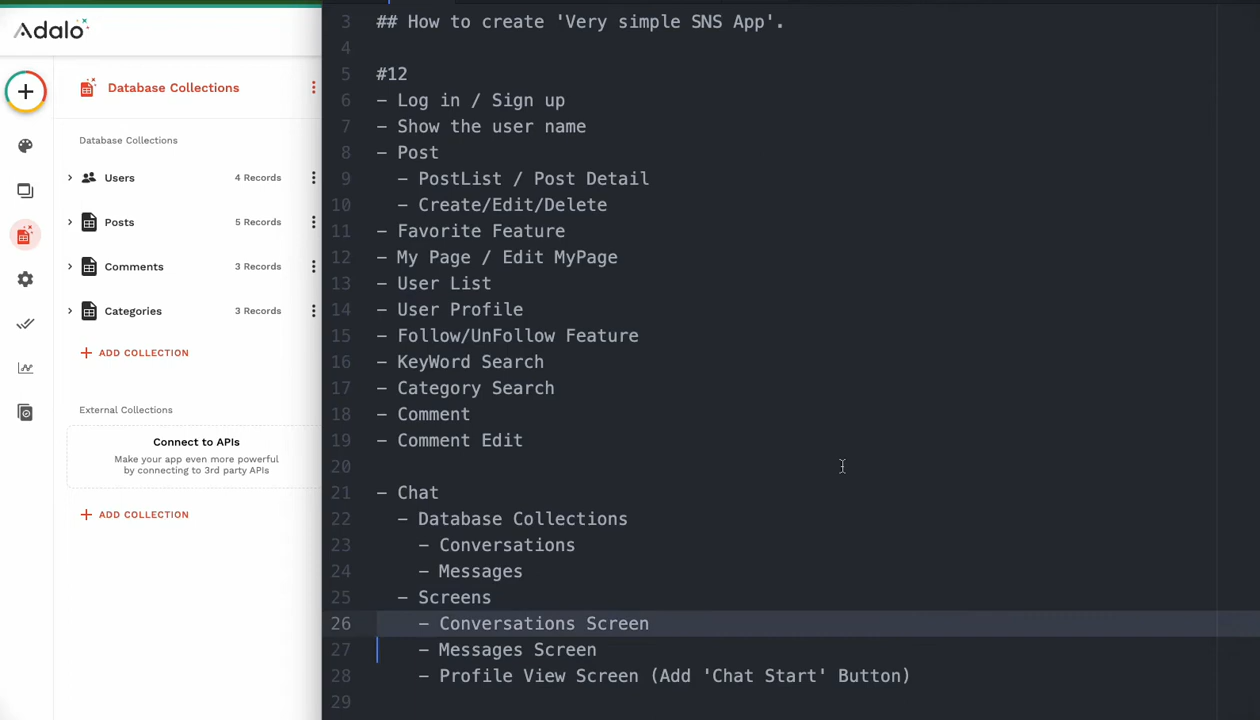 Adalo
Database Collections
Database Collections
Users 4 Records
Posts 5 Records
Comments 3 Records
Categories 3 Records
+ ADD COLLECTION
External Collections
Connect to APIs
Make your app even more powerful
by connecting to 3rd party APIs
+ ADD COLLECTION
3 ## How to create 'Very simple SNS App'.
4
5 #12
6 - Log in / Sign up
7 - Show the user name
8 - Post
9 - PostList / Post Detail
10 - Create/Edit/Delete
11 - Favorite Feature
12 - My Page / Edit MyPage
13 - User List
14 - User Profile
15 - Follow/UnFollow Feature
16 - KeyWord Search
17 - Category Search
18 - Comment
19 - Comment Edit
20
21 - Chat
22 - Database Collections
23 - Conversations
24 - Messages
25 - Screens
26 - Conversations Screen
27 - Messages Screen
28 - Profile View Screen (Add 'Chat Start' Button)
29